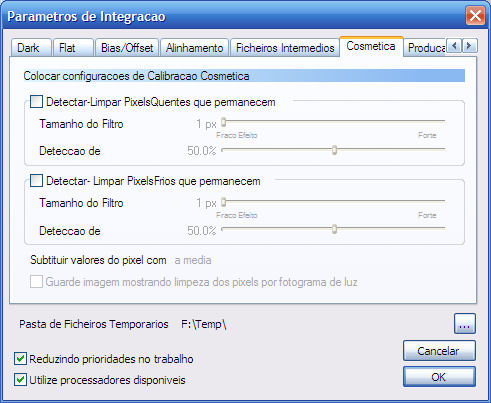 Parametros de Integracao
Dark Flat Bias/Offset Alinhamento Ficheiros Intermedios Cosmetica Produca
Colocar configuracoes de Calibracao Cosmetica
Detectar-Limpar PixelsQuentes que pemanecem
Tamanho do Filtro 1 px
Fraco Efeito Forte
Deteccao de 50.0%
Detectar- Limpar PixelsFrios que permanecem
Tamanho do Filtro 1 px
Fraco Efeito Forte
Deteccao de 50.0%
Subtituir valores do pixel com a media
Guarde imagem mostrando limpeza dos pixels por fotograma de luz
Pasta de Ficheiros Temporarios F:\Temp\ ...
Reduzindo prioridades no trabalho
Cancelar
Utilize processadores disponiveis
OK